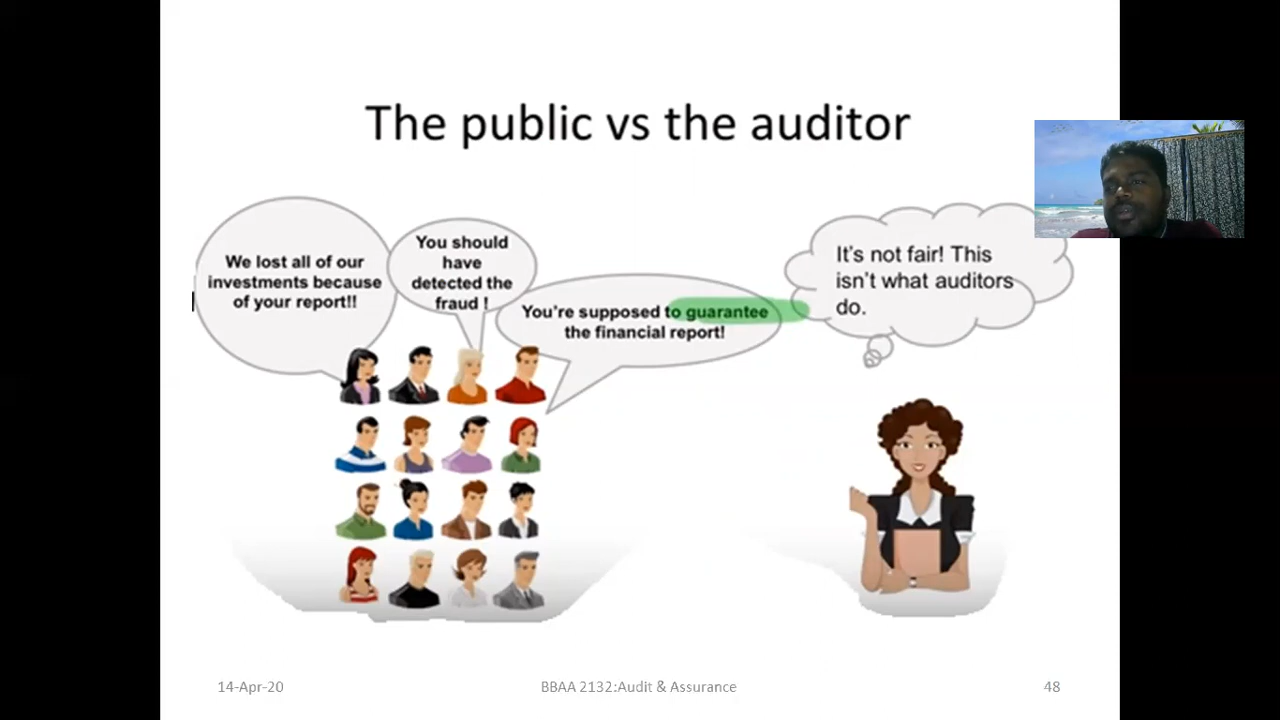 The public vs the auditor
We lost all of our
investments because
of your report!!
You should
have
detected the
fraud !
You're supposed to guarantee
the financial report!
It's not fair! This
isn't what auditors
do.
14-Apr-20
BBAA 2132:Audit & Assurance
48